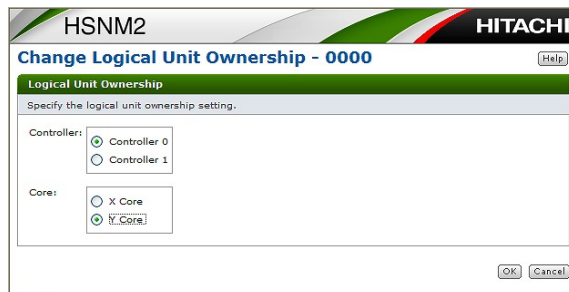 HSNM2
HITACHI
Change Logical Unit Ownership - 0000
Help
Logical Unit Ownership
Specify the logical unit ownership setting.
Controller:
Controller 0
Controller 1
Core:
X Core
Y Core
OK
Cancel